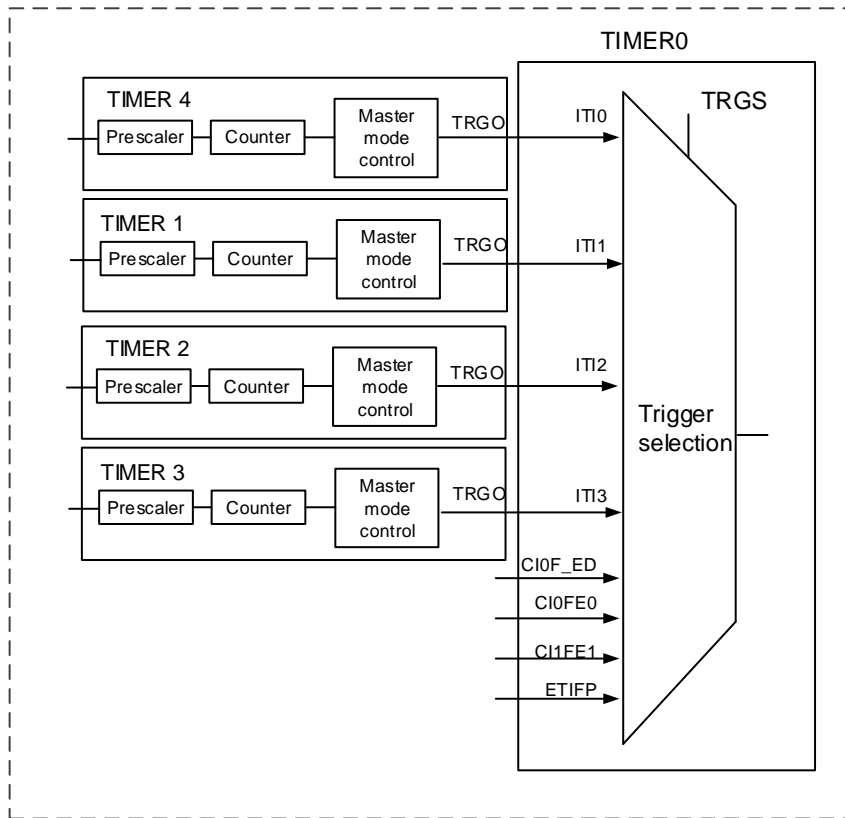 TIMER0
TIMER 4
Prescaler
Counter
Master
mode
control
TRGO
ITI0
TRGS
TIMER 1
Prescaler
Counter
Master
mode
control
TRGO
ITI1
TIMER 2
Prescaler
Counter
Master
mode
control
TRGO
ITI2
Trigger
selection
TIMER 3
Prescaler
Counter
Master
mode
control
TRGO
ITI3
CI0F_ED
CI0FE0
CI1FE1
ETIFP